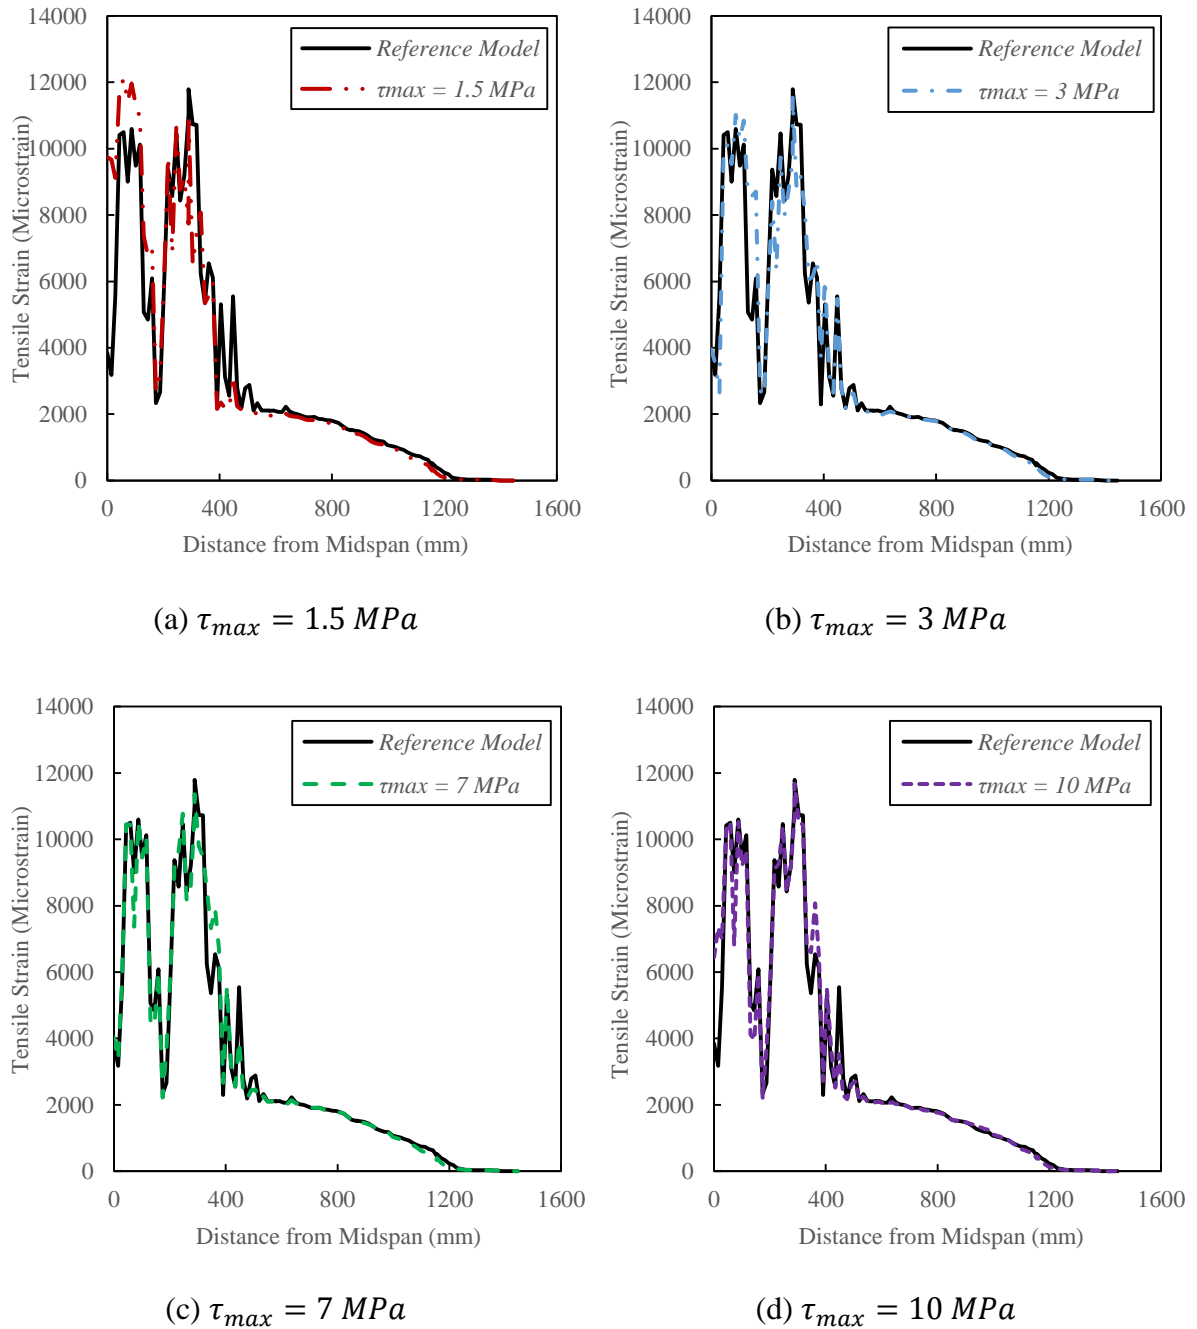 14000
12000
10000
8000
6000
4000
2000
0
0 400 800 1200 1600
Tensile Strain (Microstrain)
Distance from Midspan (mm)
Reference Model
τmax = 1.5 MPa
(a) τ_max = 1.5 MPa
14000
12000
10000
8000
6000
4000
2000
0
0 400 800 1200 1600
Tensile Strain (Microstrain)
Distance from Midspan (mm)
Reference Model
τmax = 3 MPa
(b) τ_max = 3 MPa
14000
12000
10000
8000
6000
4000
2000
0
0 400 800 1200 1600
Tensile Strain (Microstrain)
Distance from Midspan (mm)
Reference Model
τmax = 7 MPa
(c) τ_max = 7 MPa
14000
12000
10000
8000
6000
4000
2000
0
0 400 800 1200 1600
Tensile Strain (Microstrain)
Distance from Midspan (mm)
Reference Model
τmax = 10 MPa
(d) τ_max = 10 MPa